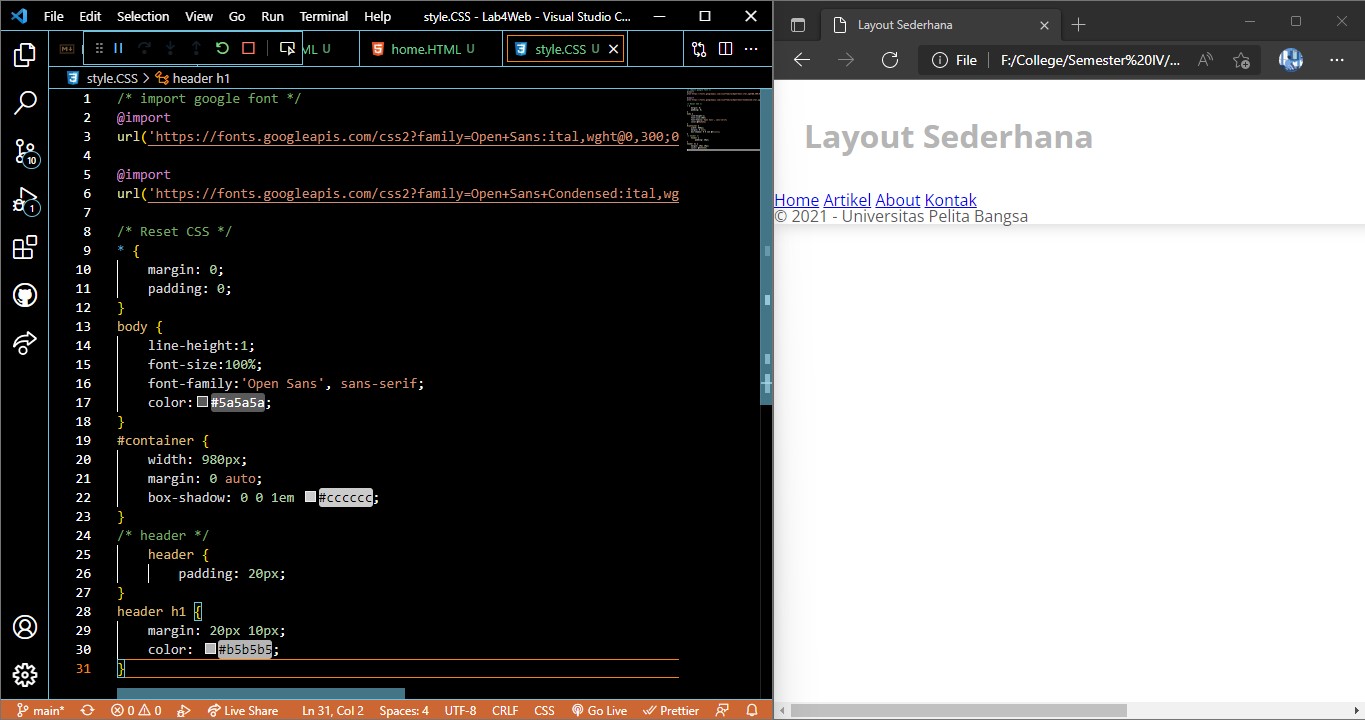 File Edit Selection View Go Run Terminal Help style.CSS - Lab4Web - Visual Studio C...
ML U home.HTML U style.CSS U
style.CSS > header h1
1 /* import google font */
2 @import
3 url('https://fonts.googleapis.com/css2?family=Open+Sans:ital,wght@0,300;0
4
5 @import
6 url('https://fonts.googleapis.com/css2?family=Open+Sans+Condensed:ital,wg
7
8 /* Reset CSS */
9 * {
10 margin: 0;
11 padding: 0;
12 }
13 body {
14 line-height:1;
15 font-size:100%;
16 font-family:'Open Sans', sans-serif;
17 color:#5a5a5a;
18 }
19 #container {
20 width: 980px;
21 margin: 0 auto;
22 box-shadow: 0 0 1em #cccccc;
23 }
24 /* header */
25 header {
26 padding: 20px;
27 }
28 header h1 {
29 margin: 20px 10px;
30 color: #b5b5b5;
31 }
10
1
main* 0 0 Live Share Ln 31, Col 2 Spaces: 4 UTF-8 CRLF CSS Go Live Prettier
Layout Sederhana
File F:/College/Semester%20IV/...
Layout Sederhana
Home Artikel About Kontak
© 2021 - Universitas Pelita Bangsa